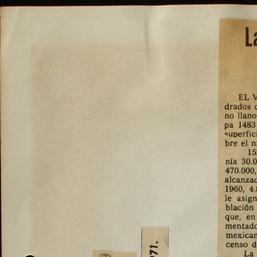 La
EL V
drados
no llano
pa 1483
superfici
bre el n
15
nía 30.0
470.000,
alcanzad
1960, 4.
le asign
blación
que, en
mentado
mexican
censo d
La
971.